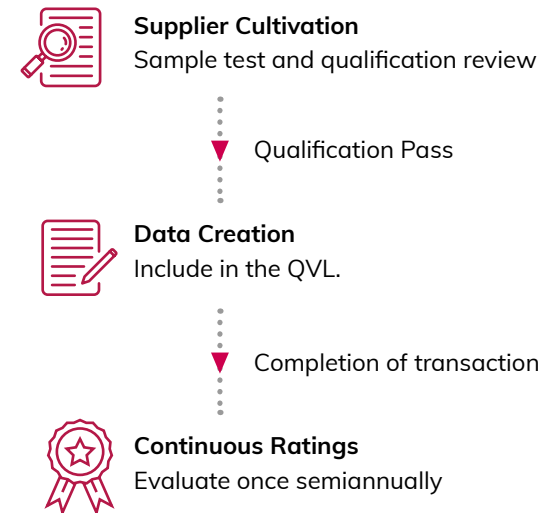 Supplier Cultivation
Sample test and qualification review
Qualification Pass
Data Creation
Include in the QVL.
Completion of transaction
Continuous Ratings
Evaluate once semiannually